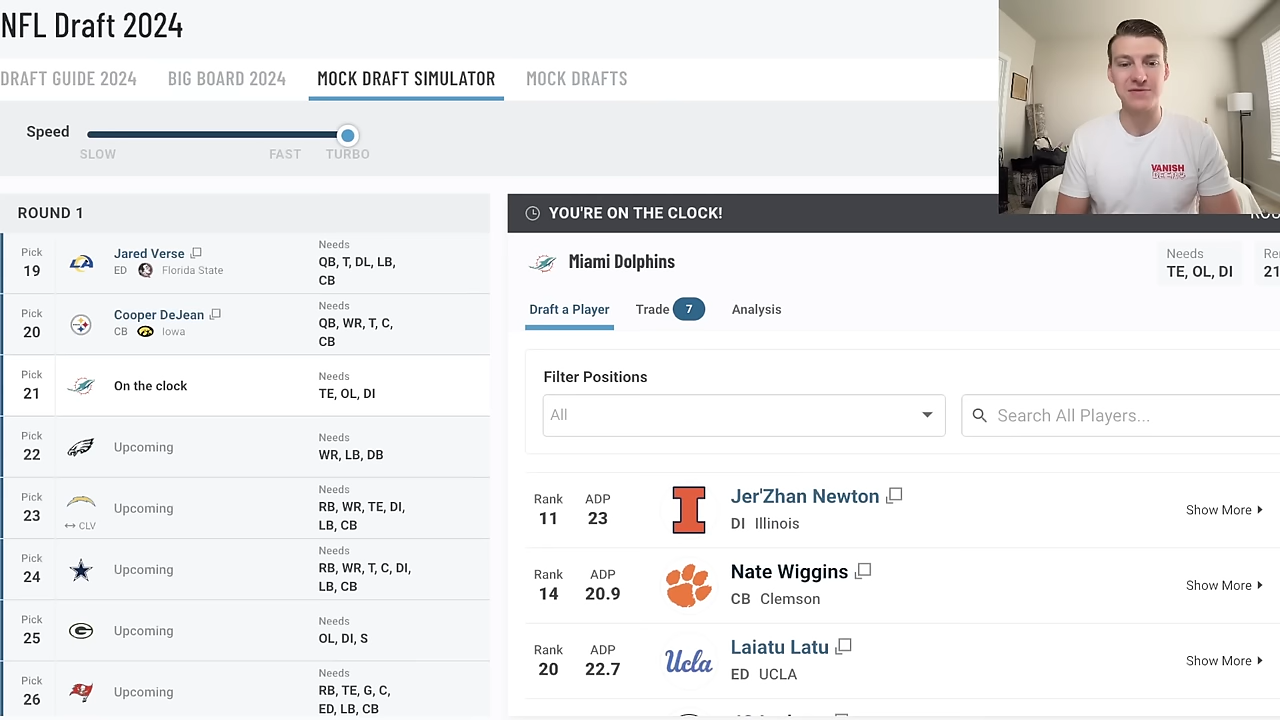 NFL Draft 2024
DRAFT GUIDE 2024 BIG BOARD 2024 MOCK DRAFT SIMULATOR MOCK DRAFTS
Speed
SLOW FAST TURBO
VANISH
ROUND 1
Pick 19
Jared Verse
ED Florida State
Needs
QB, T, DL, LB,
CB
Pick 20
Cooper DeJean
CB Iowa
Needs
QB, WR, T, C,
CB
Pick 21
On the clock
Needs
TE, OL, DI
Pick 22
Upcoming
Needs
WR, LB, DB
Pick 23
↔ CLV
Upcoming
Needs
RB, WR, TE, DI,
LB, CB
Pick 24
Upcoming
Needs
RB, WR, T, C, DI,
LB, CB
Pick 25
Upcoming
Needs
OL, DI, S
Pick 26
Upcoming
Needs
RB, TE, G, C,
ED, LB, CB
YOU'RE ON THE CLOCK!
Miami Dolphins
Needs
TE, OL, DI
21
Draft a Player Trade 7 Analysis
Filter Positions
All
Search All Players...
Rank 11
ADP 23
Jer'Zhan Newton
DI Illinois
Show More
Rank 14
ADP 20.9
Nate Wiggins
CB Clemson
Show More
Rank 20
ADP 22.7
Ucla
Laiatu Latu
ED UCLA
Show More